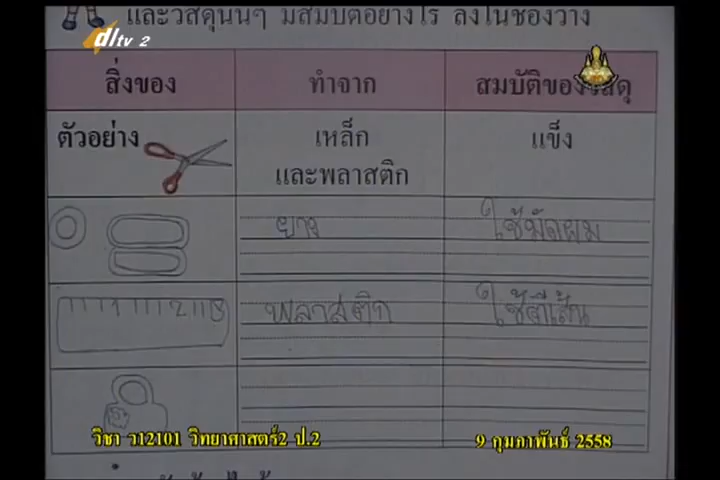 และวัสดุนั้นๆ มีสมบัติอย่างไร ลงในช่องว่าง
dltv 2
สิ่งของ ทำจาก สมบัติของวัสดุ
ตัวอย่าง เหล็ก แข็ง
และพลาสติก
ยาง ใช้มัดผม
1 2 3 พลาสติก ใช้ตีเส้น
วิชา ว12101 วิทยาศาสตร์2 ป.2 9 กุมภาพันธ์ 2558